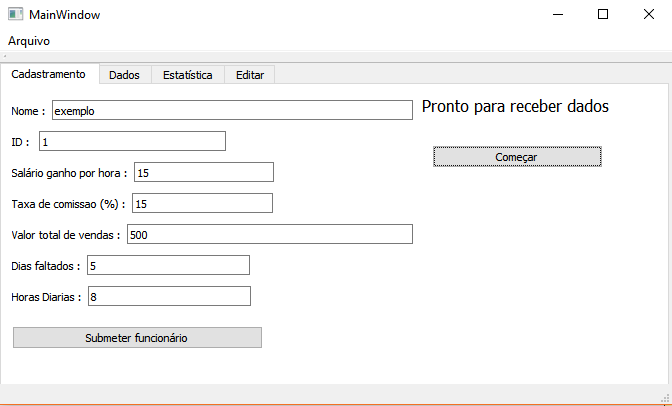 MainWindow
Arquivo
Cadastramento Dados Estatística Editar
Nome : exemplo
Pronto para receber dados
ID : 1
Começar
Salário ganho por hora : 15
Taxa de comissao (%) : 15
Valor total de vendas : 500
Dias faltados : 5
Horas Diarias : 8
Submeter funcionário